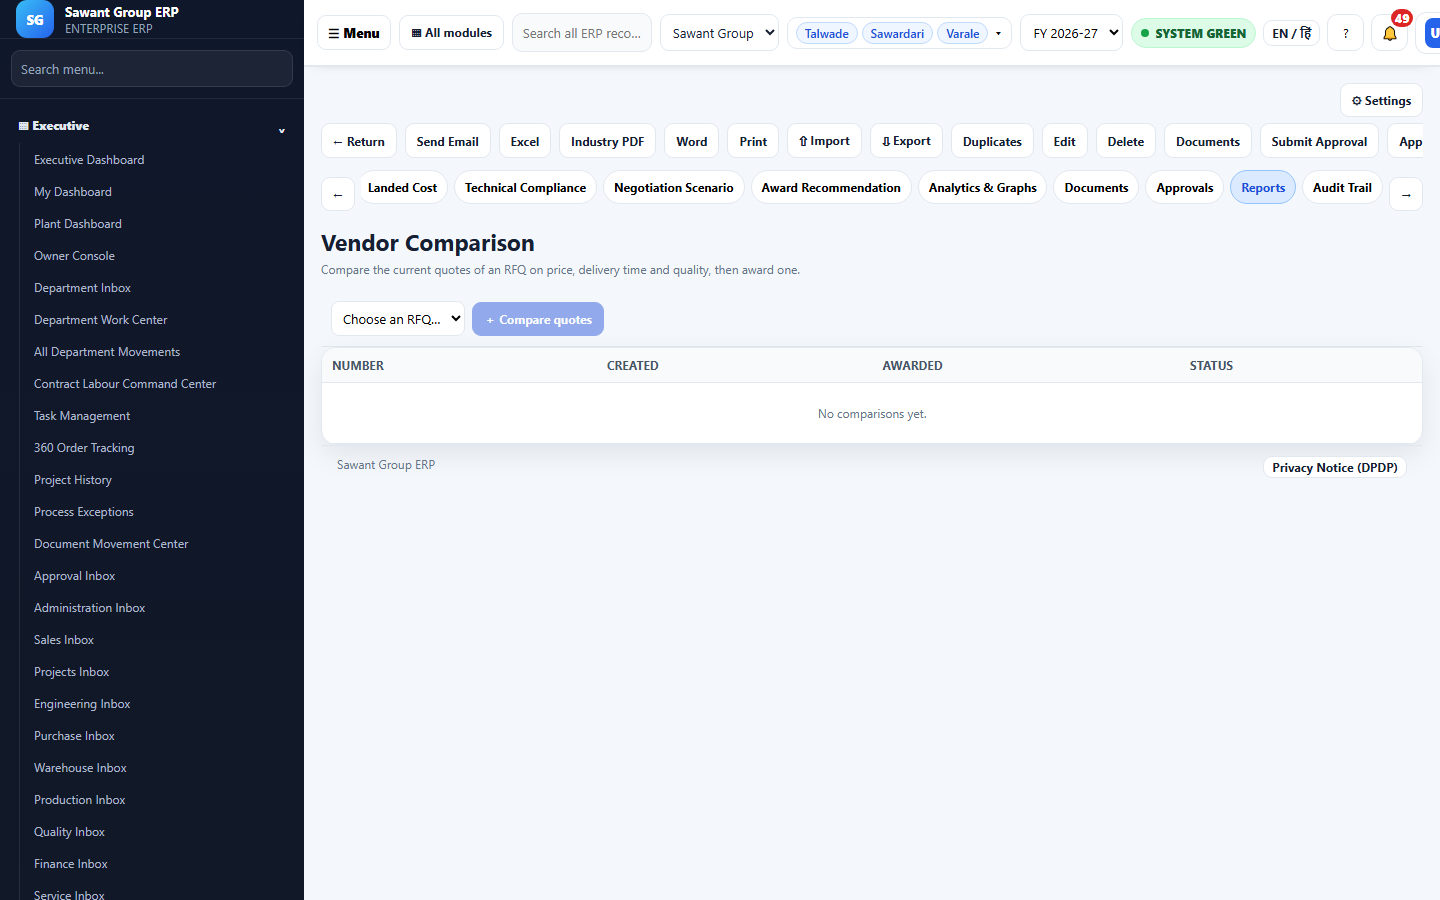 SG
Sawant Group ERP
ENTERPRISE ERP
☰ Menu
All modules
Search all ERP reco...
Sawant Group
Talwade
Sawardari
Varale
FY 2026-27
SYSTEM GREEN
EN / हिं
?
49
Search menu...
Executive
Executive Dashboard
My Dashboard
Plant Dashboard
Owner Console
Department Inbox
Department Work Center
All Department Movements
Contract Labour Command Center
Task Management
360 Order Tracking
Project History
Process Exceptions
Document Movement Center
Approval Inbox
Administration Inbox
Sales Inbox
Projects Inbox
Engineering Inbox
Purchase Inbox
Warehouse Inbox
Production Inbox
Quality Inbox
Finance Inbox
Service Inbox
⚙ Settings
← Return
Send Email
Excel
Industry PDF
Word
Print
⇧ Import
⇩ Export
Duplicates
Edit
Delete
Documents
Submit Approval
App
←
Landed Cost
Technical Compliance
Negotiation Scenario
Award Recommendation
Analytics & Graphs
Documents
Approvals
Reports
Audit Trail
→
Vendor Comparison
Compare the current quotes of an RFQ on price, delivery time and quality, then award one.
Choose an RFQ...
+ Compare quotes
NUMBER CREATED AWARDED STATUS
No comparisons yet.
Sawant Group ERP
Privacy Notice (DPDP)